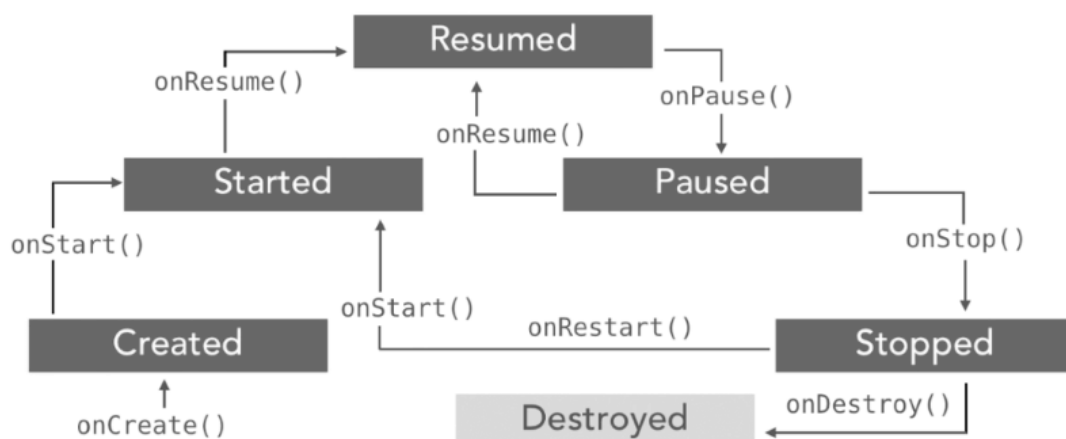 Resumed
onResume()
onPause()
onResume()
Started
Paused
onStart()
onStop()
onStart()
onRestart()
Created
Stopped
onCreate()
Destroyed
onDestroy()